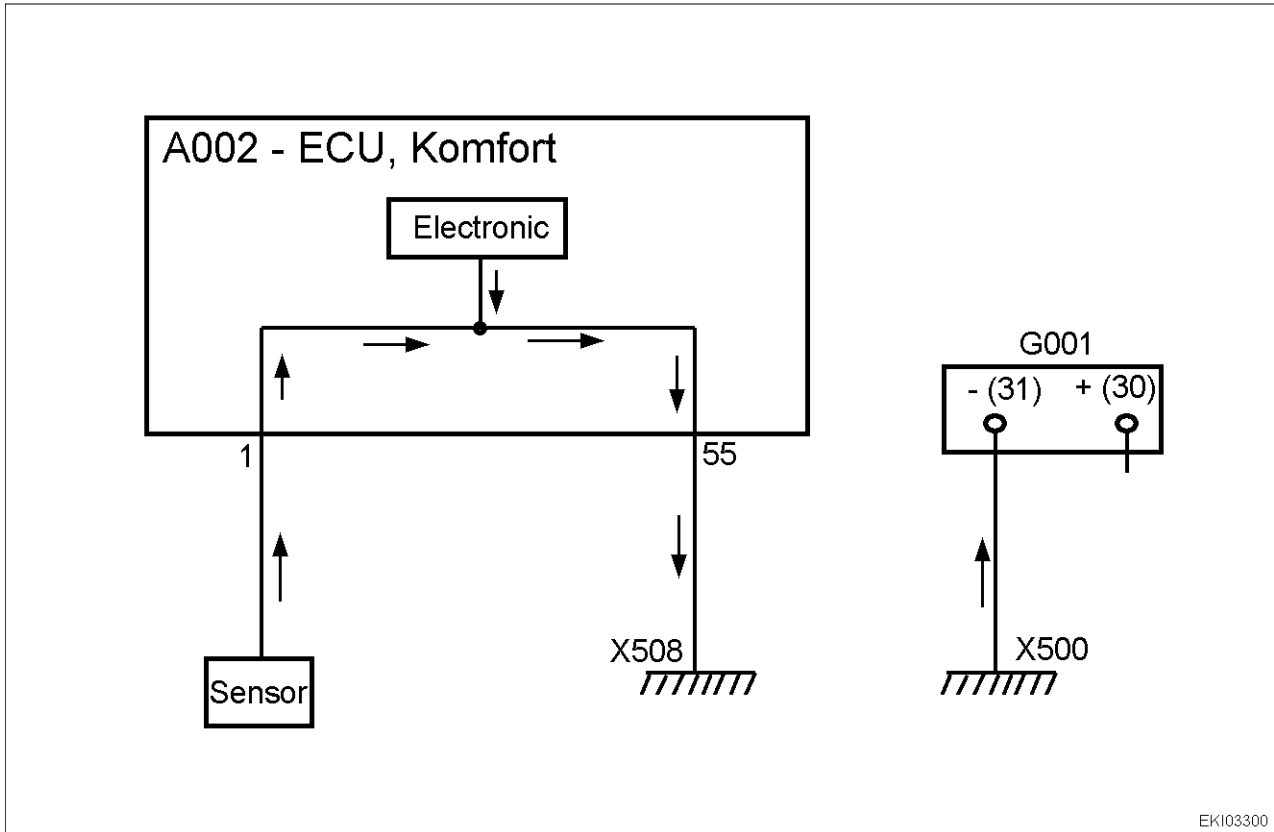 A002 - ECU, Komfort
Electronic
G001
- (31) + (30)
1
55
X508
X500
Sensor
EKI03300